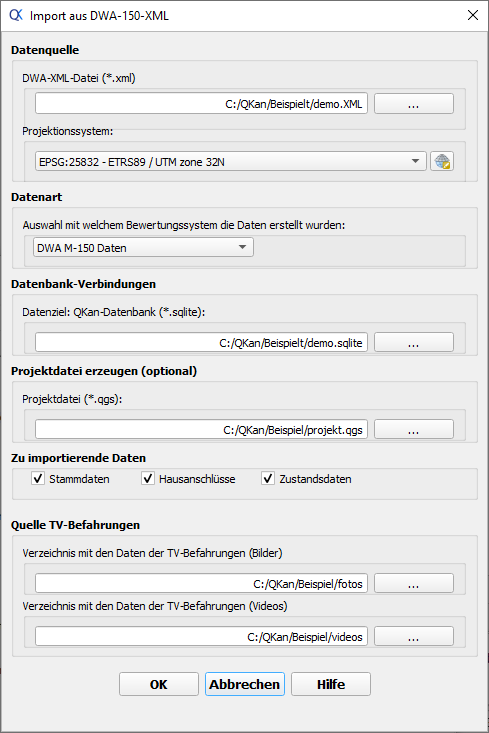 Import aus DWA-150-XML
Datenquelle
DWA-XML-Datei (*.xml)
C:/QKan/Beispielt/demo.XML
...
Projektionssystem:
EPSG:25832 - ETRS89 / UTM zone 32N
Datenart
Auswahl mit welchem Bewertungssystem die Daten erstellt wurden:
DWA M-150 Daten
Datenbank-Verbindungen
Datenziel: QKan-Datenbank (*.sqlite):
C:/QKan/Beispielt/demo.sqlite
...
Projektdatei erzeugen (optional)
Projektdatei (*.qgs):
C:/QKan/Beispiel/projekt.qgs
...
Zu importierende Daten
Stammdaten Hausanschlüsse Zustandsdaten
Quelle TV-Befahrungen
Verzeichnis mit den Daten der TV-Befahrungen (Bilder)
C:/QKan/Beispiel/fotos
...
Verzeichnis mit den Daten der TV-Befahrungen (Videos)
C:/QKan/Beispiel/videos
...
OK Abbrechen Hilfe